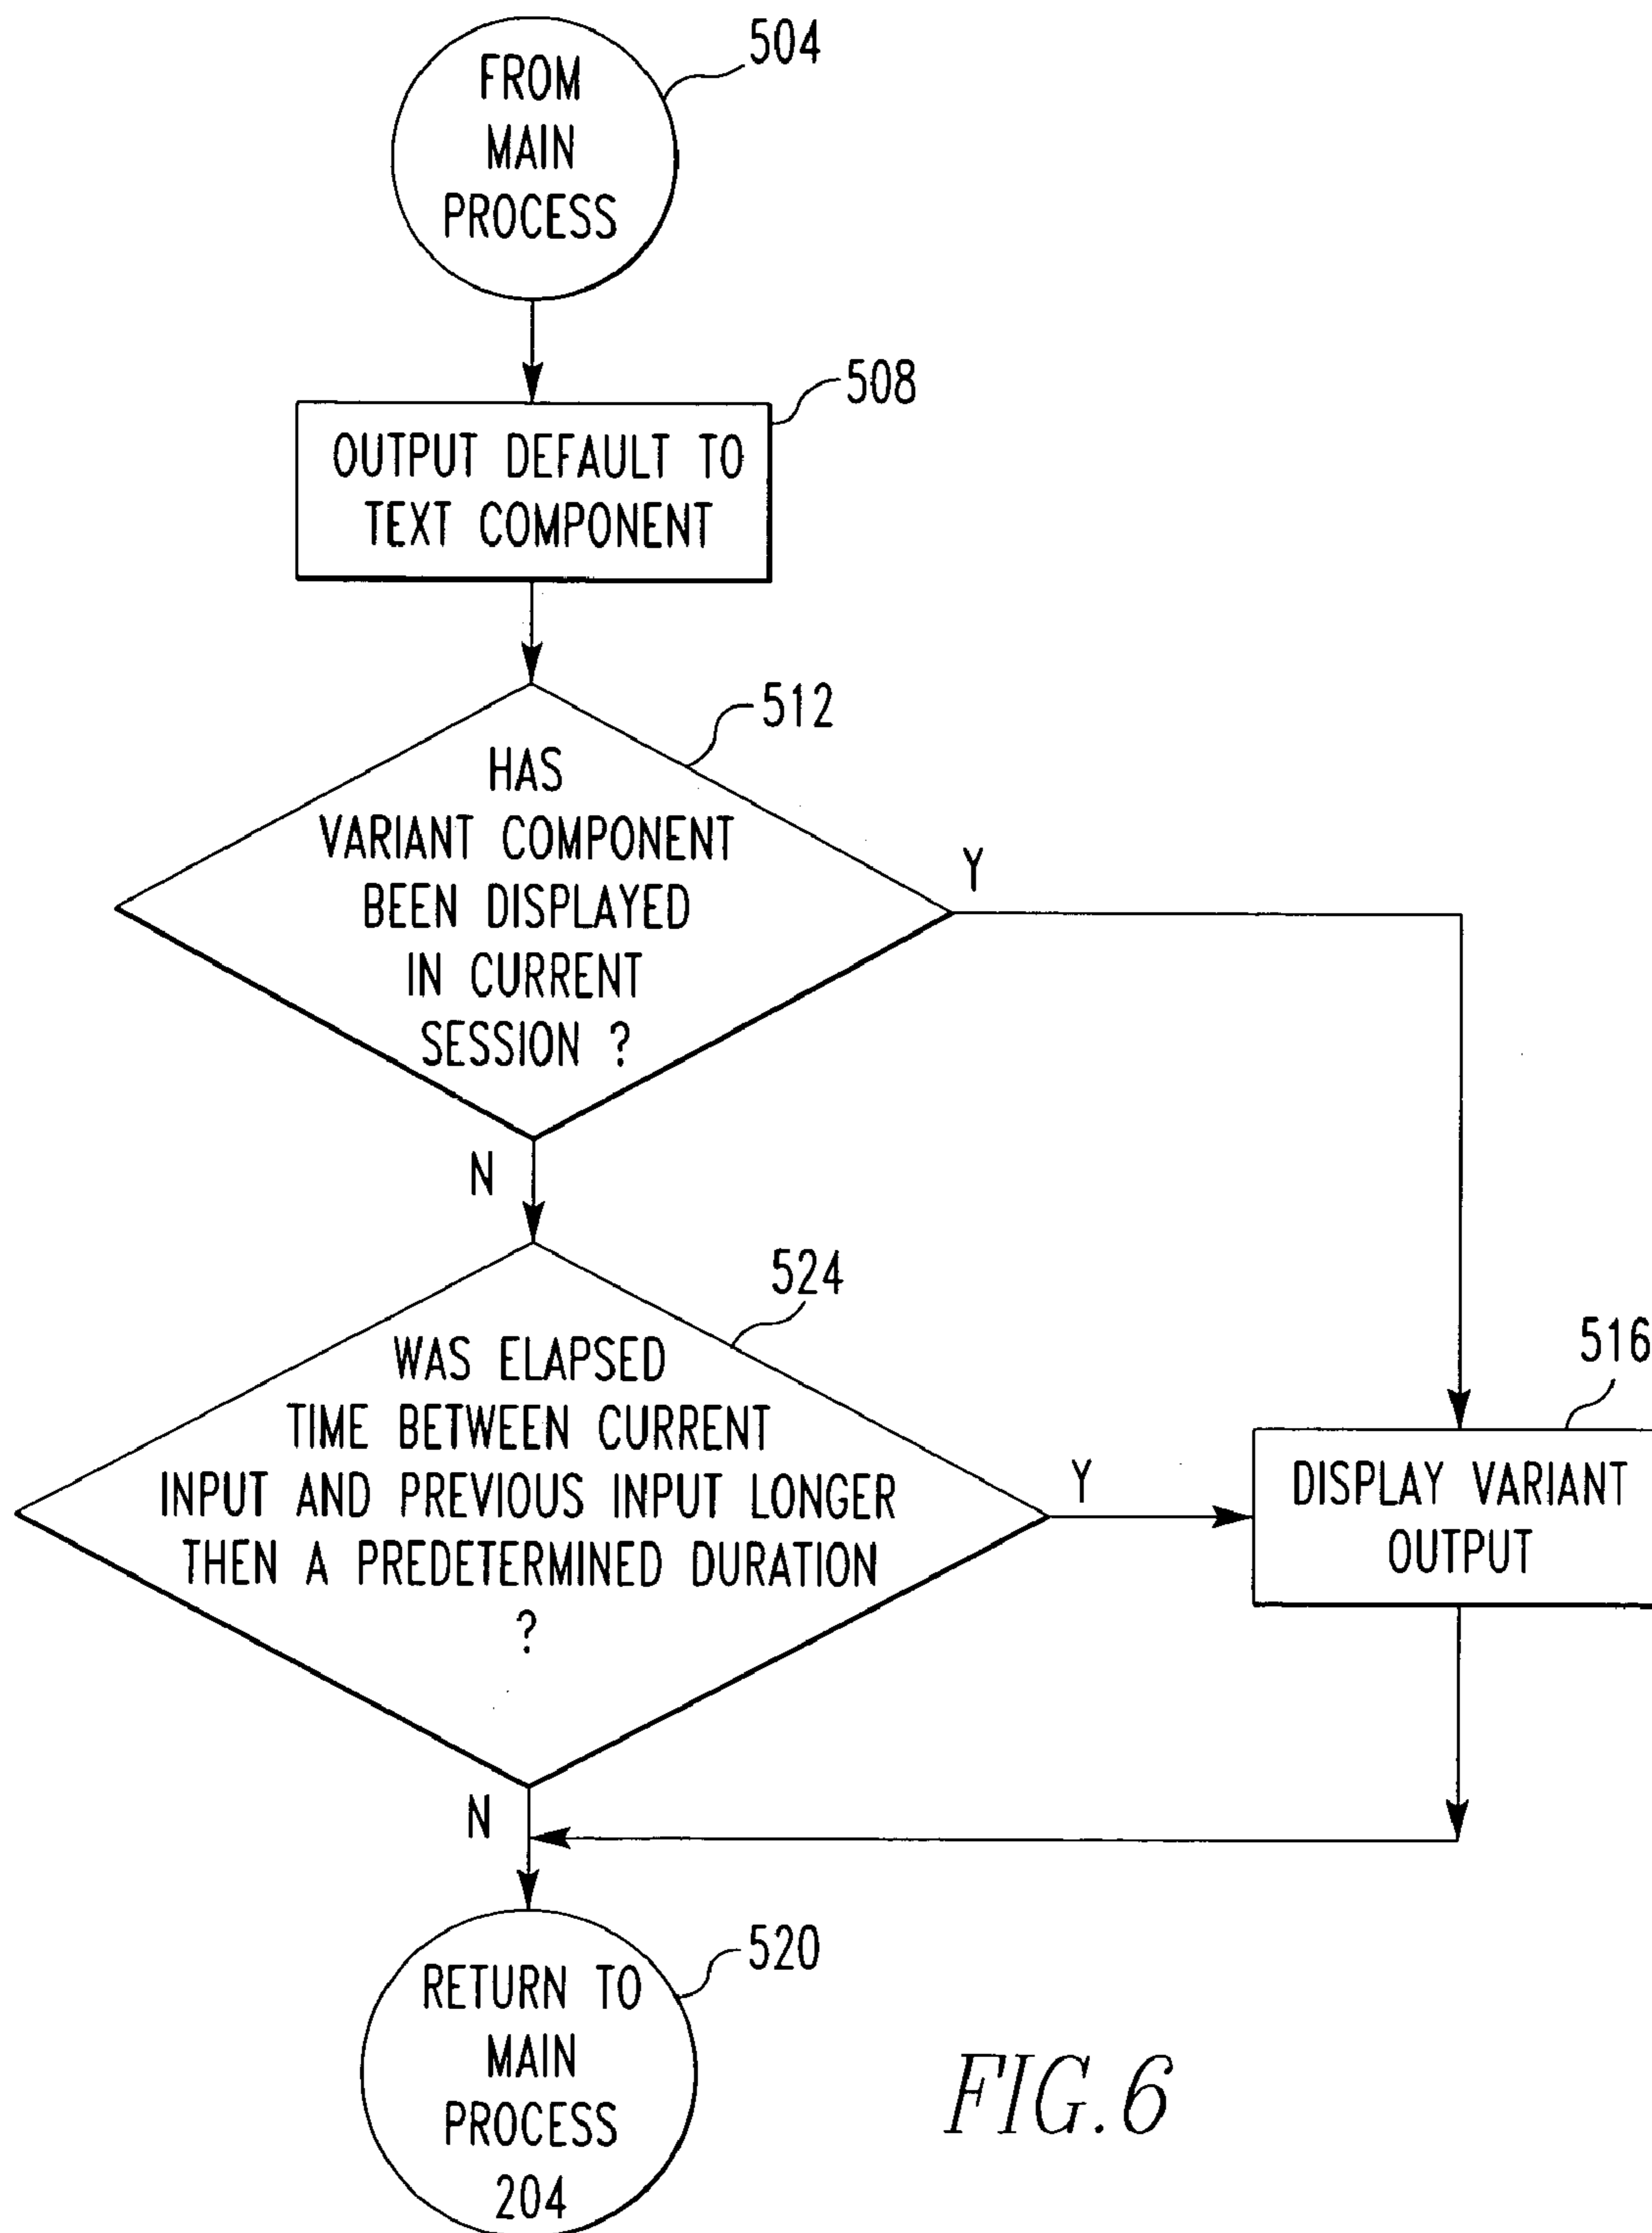 504
FROM
MAIN
PROCESS
508
OUTPUT DEFAULT TO
TEXT COMPONENT
512
HAS
VARIANT COMPONENT
BEEN DISPLAYED
IN CURRENT
SESSION ?
Y
N
524
WAS ELAPSED
TIME BETWEEN CURRENT
INPUT AND PREVIOUS INPUT LONGER
THEN A PREDETERMINED DURATION
?
Y
516
DISPLAY VARIANT
OUTPUT
N
520
RETURN TO
MAIN
PROCESS
204
FIG.6